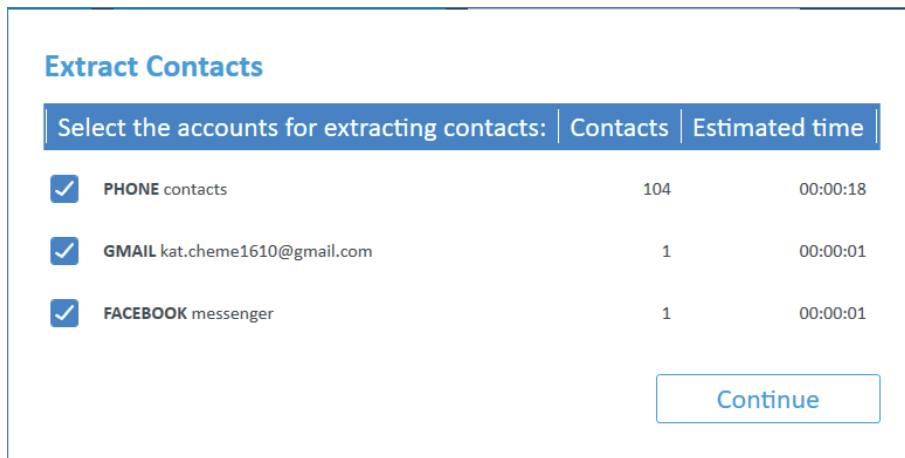 Extract Contacts
Select the accounts for extracting contacts: Contacts Estimated time
PHONE contacts 104 00:00:18
GMAIL kat.cheme1610@gmail.com 1 00:00:01
FACEBOOK messenger 1 00:00:01
Continue